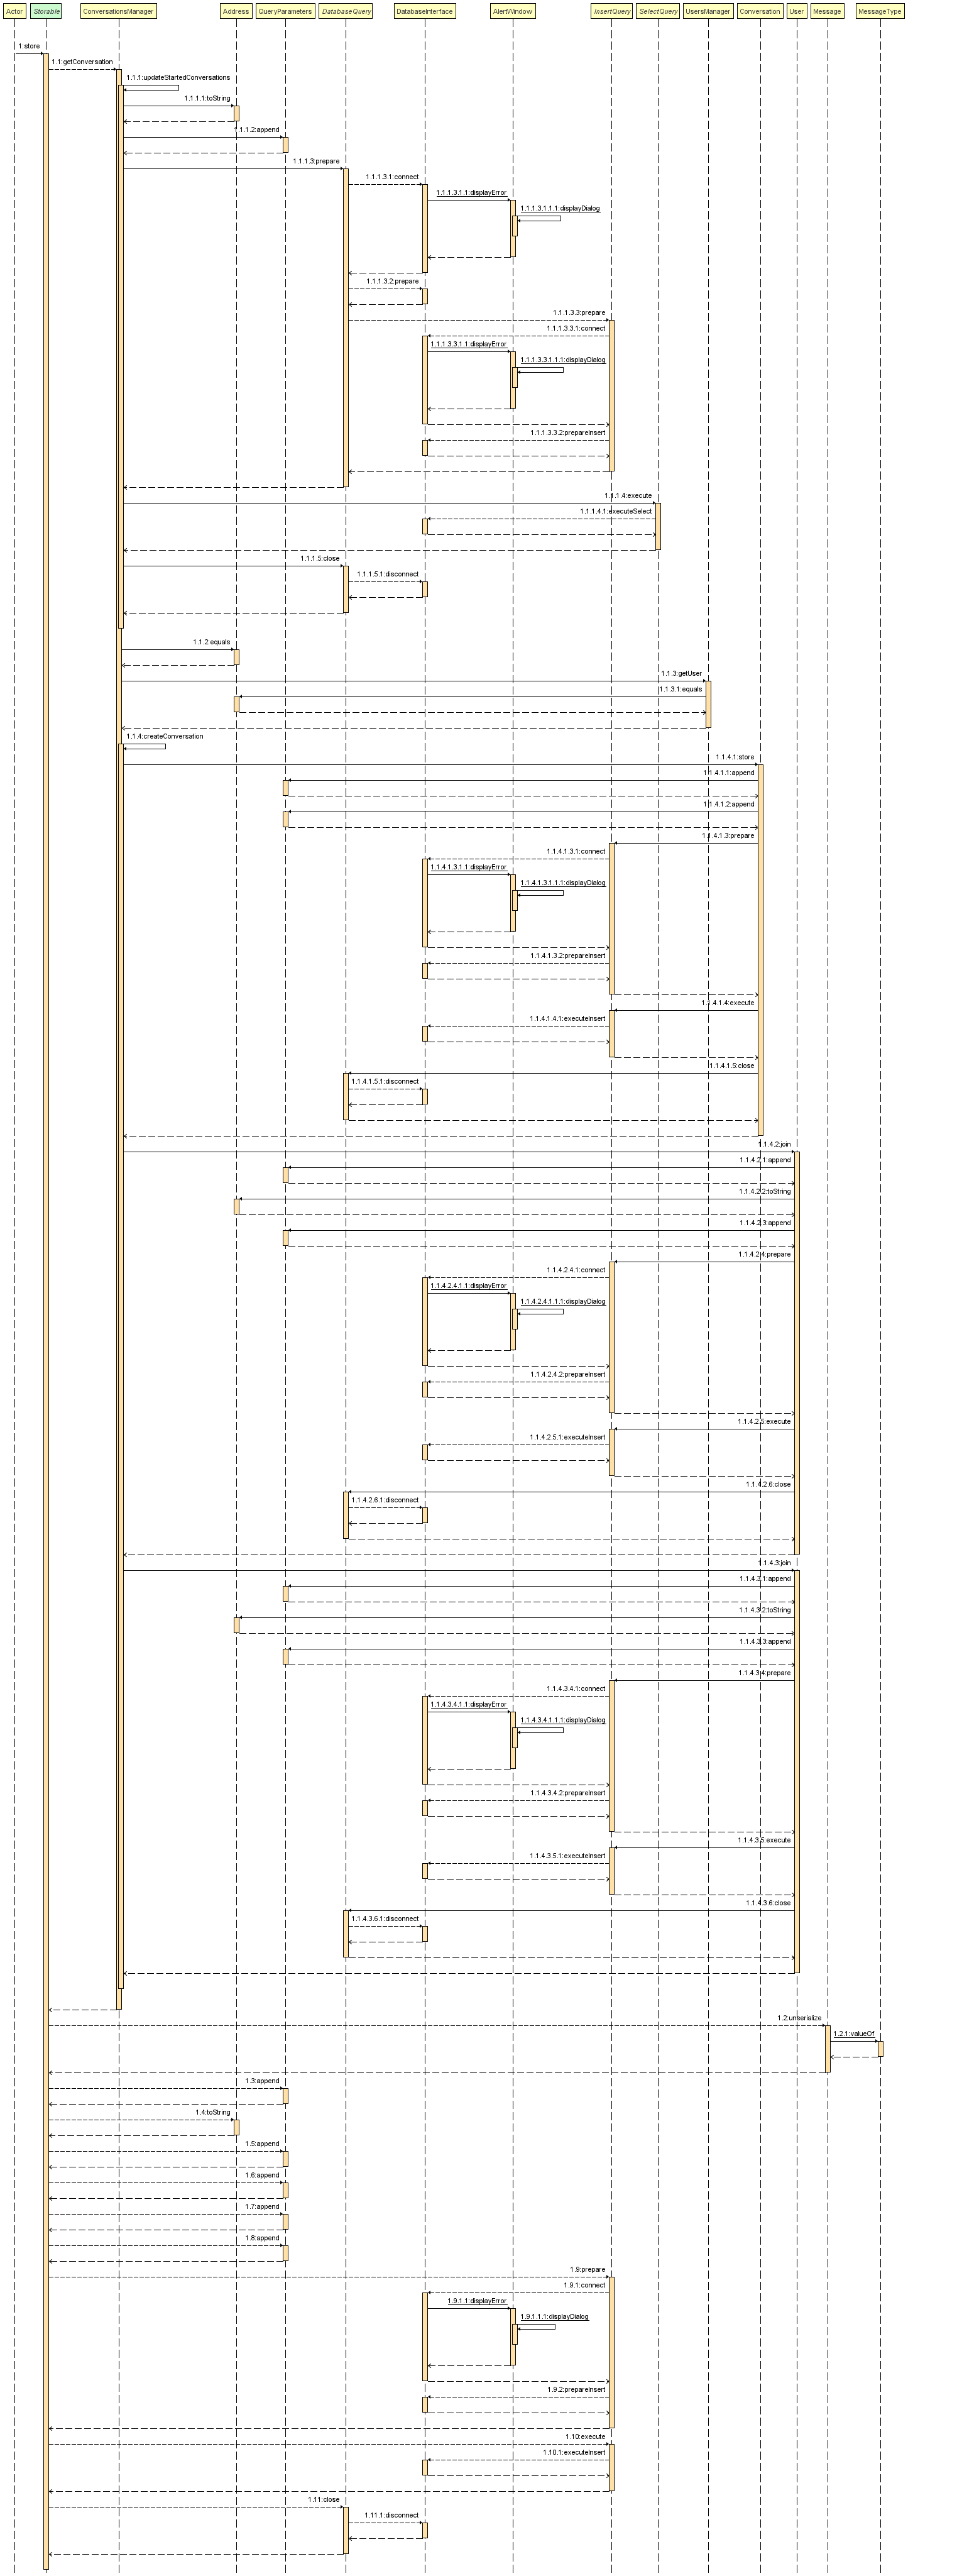 Actor
Storable
ConversationsManager
Address
QueryParameters
DatabaseQuery
DatabaseInterface
AlertWindow
InsertQuery
SelectQuery
UsersManager
Conversation
User
Message
MessageType
1:store
1.1:getConversation
1.1.1:updateStartedConversations
1.1.1.1:toString
1.1.1.2:append
1.1.1.3:prepare
1.1.1.3.1:connect
1.1.1.3.1.1:displayError
1.1.1.3.1.1.1:displayDialog
1.1.1.3.2:prepare
1.1.1.3.3:prepare
1.1.1.3.3.1:connect
1.1.1.3.3.1.1:displayError
1.1.1.3.3.1.1.1:displayDialog
1.1.1.3.3.2:prepareInsert
1.1.1.4:execute
1.1.1.4.1:executeSelect
1.1.1.5:close
1.1.1.5.1:disconnect
1.1.2:equals
1.1.3:getUser
1.1.3.1:equals
1.1.4:createConversation
1.1.4.1:store
1.1.4.1.1:append
1.1.4.1.2:append
1.1.4.1.3:prepare
1.1.4.1.3.1:connect
1.1.4.1.3.1.1:displayError
1.1.4.1.3.1.1.1:displayDialog
1.1.4.1.3.2:prepareInsert
1.1.4.1.4:execute
1.1.4.1.4.1:executeInsert
1.1.4.1.5:close
1.1.4.1.5.1:disconnect
1.1.4.2:join
1.1.4.2.1:append
1.1.4.2.2:toString
1.1.4.2.3:append
1.1.4.2.4:prepare
1.1.4.2.4.1:connect
1.1.4.2.4.1.1:displayError
1.1.4.2.4.1.1.1:displayDialog
1.1.4.2.4.2:prepareInsert
1.1.4.2.5:execute
1.1.4.2.5.1:executeInsert
1.1.4.2.6:close
1.1.4.2.6.1:disconnect
1.1.4.3:join
1.1.4.3.1:append
1.1.4.3.2:toString
1.1.4.3.3:append
1.1.4.3.4:prepare
1.1.4.3.4.1:connect
1.1.4.3.4.1.1:displayError
1.1.4.3.4.1.1.1:displayDialog
1.1.4.3.4.2:prepareInsert
1.1.4.3.5:execute
1.1.4.3.5.1:executeInsert
1.1.4.3.6:close
1.1.4.3.6.1:disconnect
1.2:unserialize
1.2.1:valueOf
1.3:append
1.4:toString
1.5:append
1.6:append
1.7:append
1.8:append
1.9:prepare
1.9.1:connect
1.9.1.1:displayError
1.9.1.1.1:displayDialog
1.9.2:prepareInsert
1.10:execute
1.10.1:executeInsert
1.11:close
1.11.1:disconnect